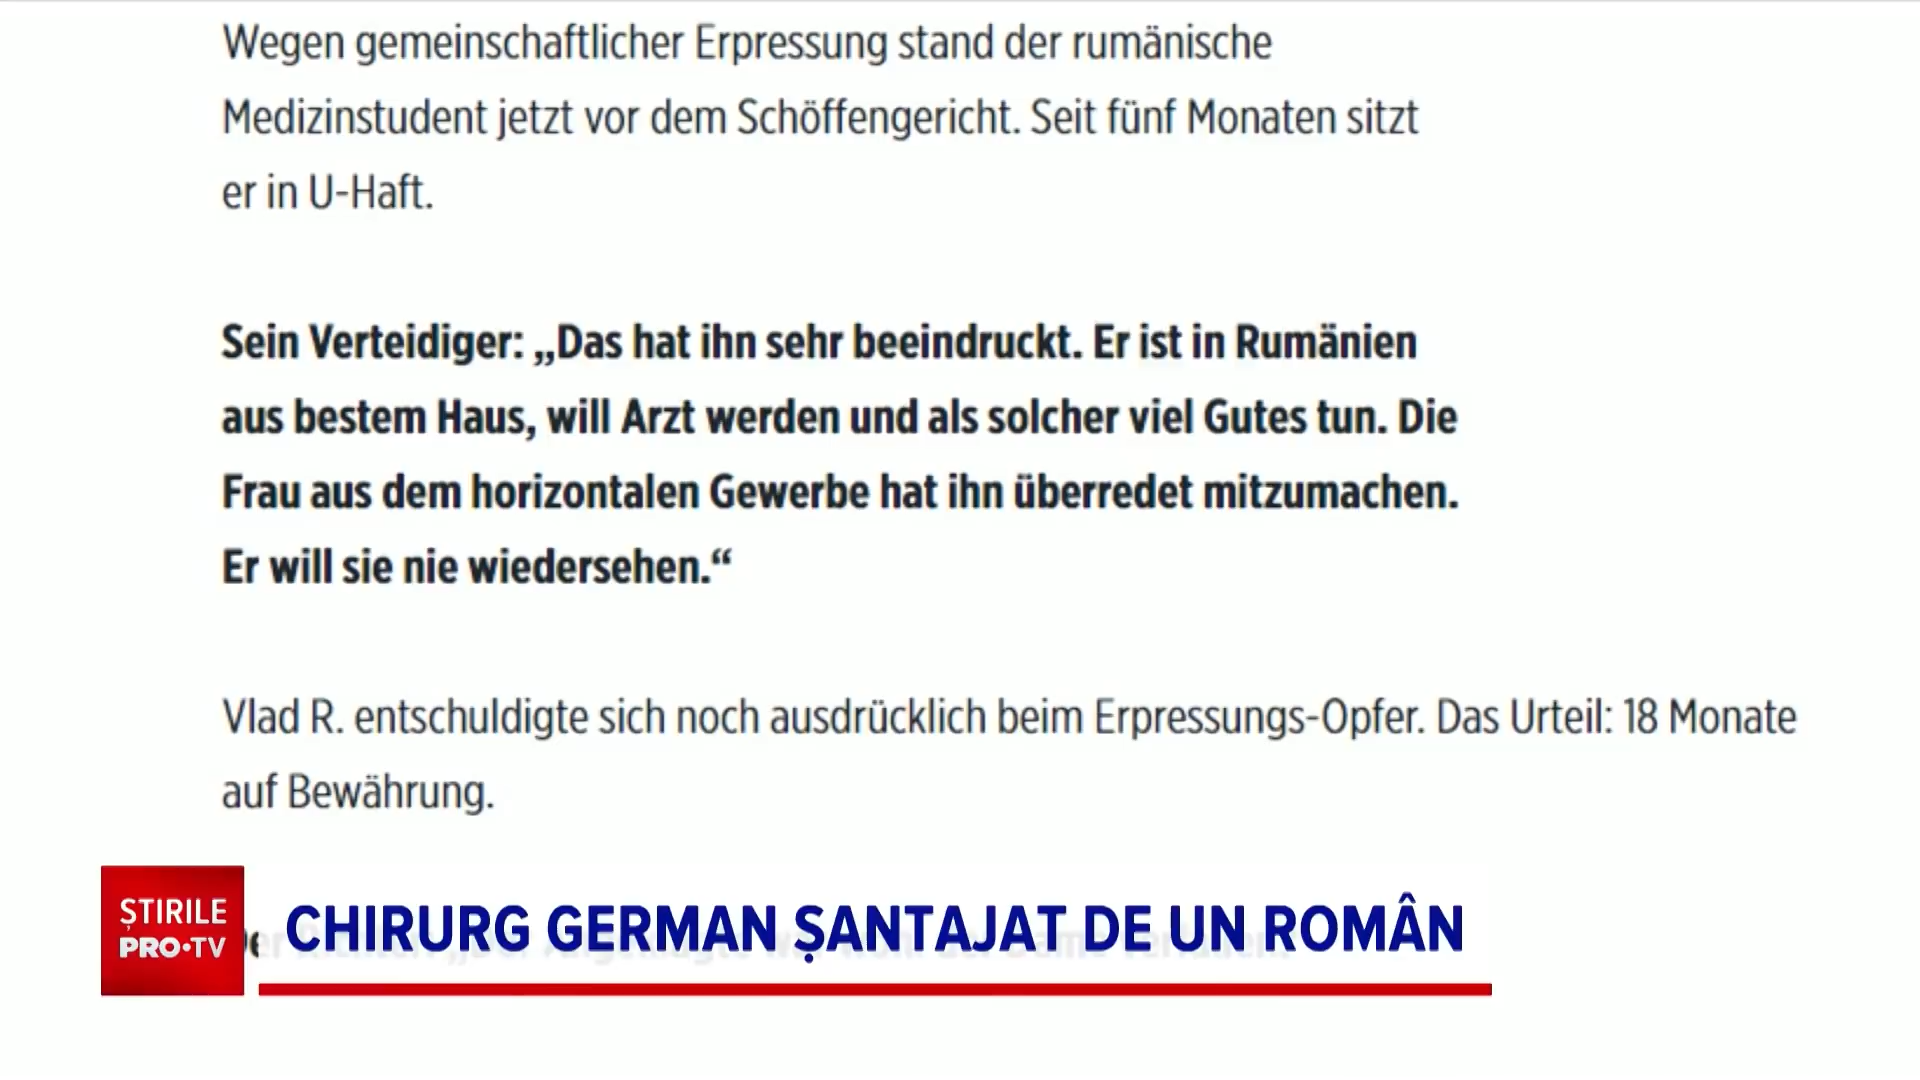 Wegen gemeinschaftlicher Erpressung stand der rumänische
Medizinstudent jetzt vor dem Schöffengericht. Seit fünf Monaten sitzt
er in U-Haft.
Sein Verteidiger: „Das hat ihn sehr beeindruckt. Er ist in Rumänien
aus bestem Haus, will Arzt werden und als solcher viel Gutes tun. Die
Frau aus dem horizontalen Gewerbe hat ihn überredet mitzumachen.
Er will sie nie wiedersehen.“
Vlad R. entschuldigte sich noch ausdrücklich beim Erpressungs-Opfer. Das Urteil: 18 Monate
auf Bewährung.
ȘTIRILE
PRO•TV
CHIRURG GERMAN ȘANTAJAT DE UN ROMÂN